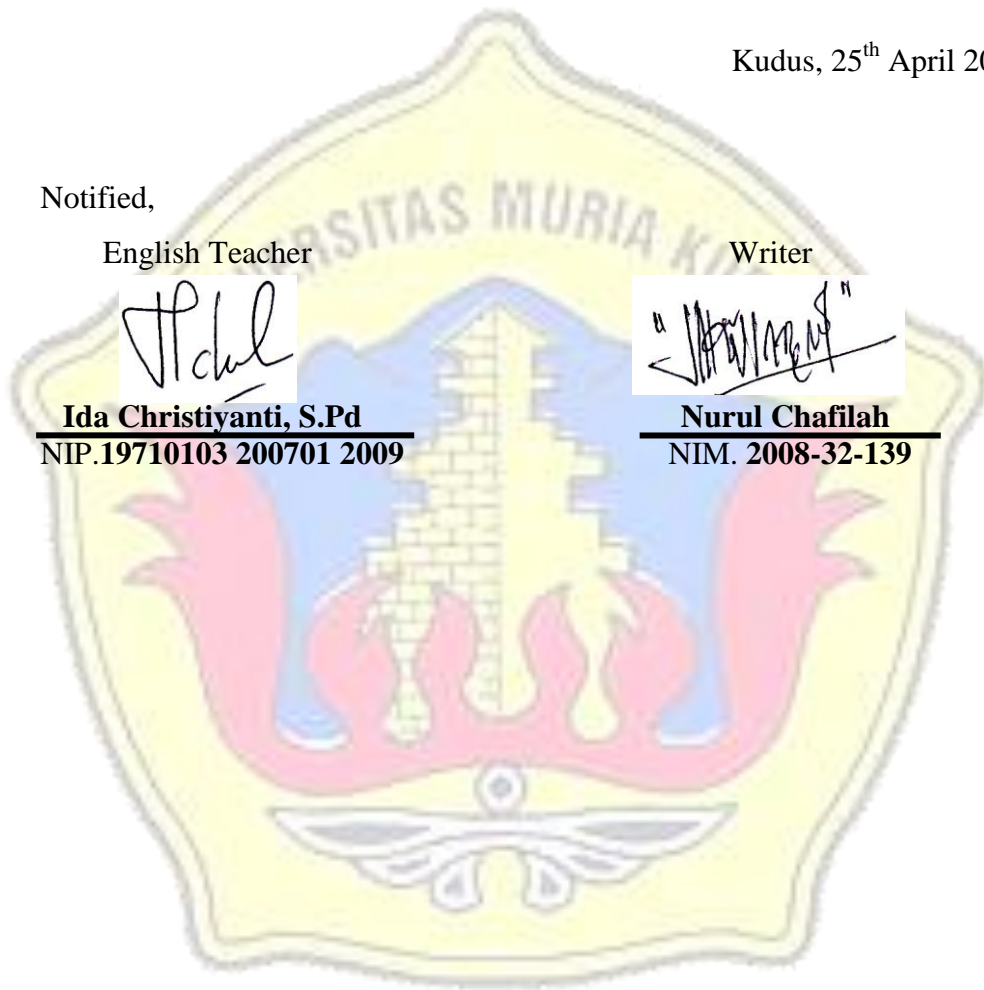 Kudus, 25th April 20
Notified,
UNIVERSITAS MURIA
English Teacher Writer
Ida Christiyanti, S.Pd Nurul Chafilah
NIP.19710103 200701 2009 NIM. 2008-32-139